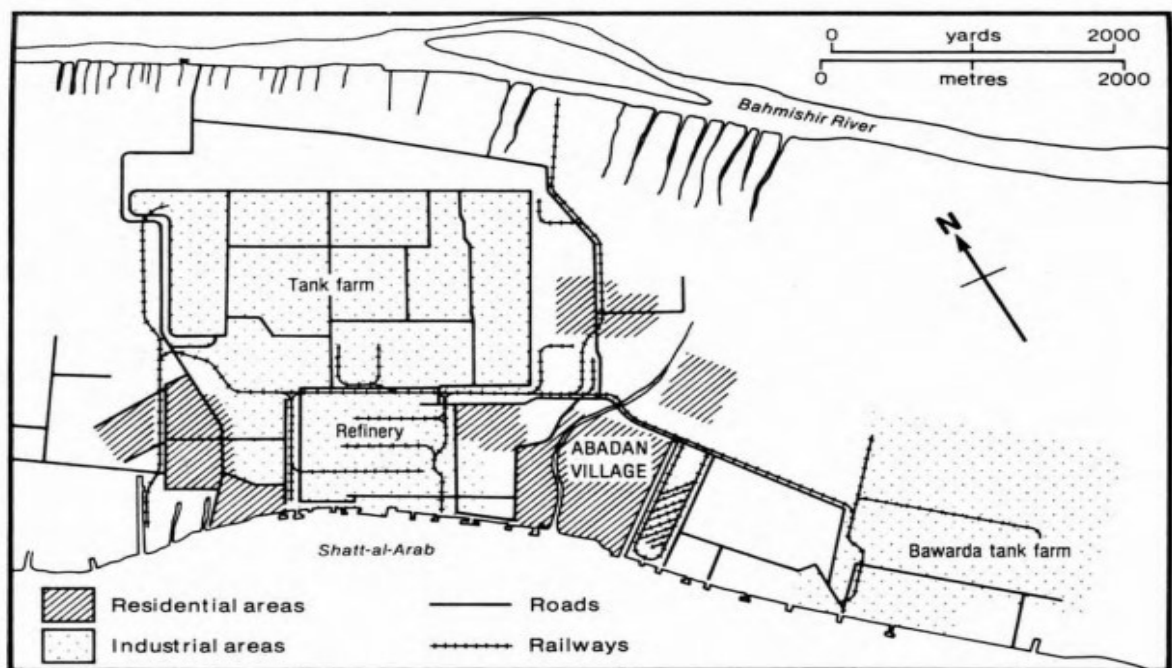 0 yards 2000
0 metres 2000
Bahmishir River
N
Tank farm
Refinery
ABADAN
VILLAGE
Bawarda tank farm
Shatt-al-Arab
Residential areas
Roads
Industrial areas
Railways